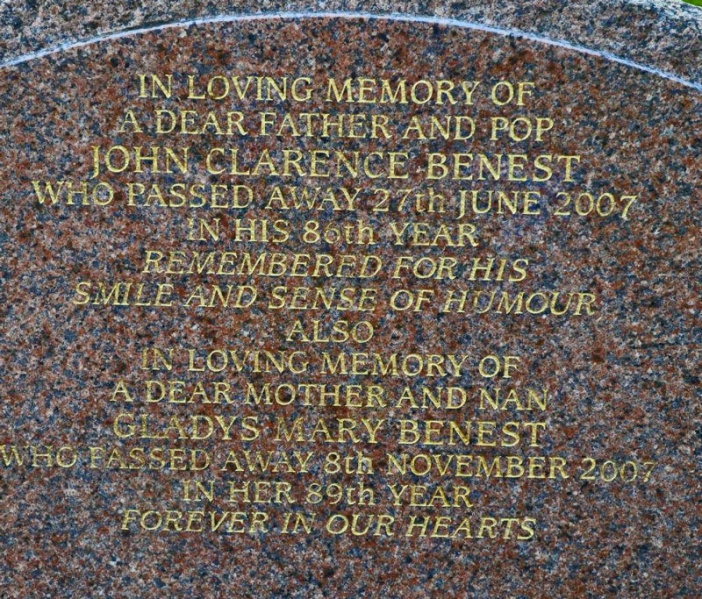 IN LOVING MEMORY OF
A DEAR FATHER AND POP
JOHN CLARENCE BENEST
WHO PASSED AWAY 27th JUNE 2007
IN HIS 86th YEAR
REMEMBERED FOR HIS
SMILE AND SENSE OF HUMOUR
ALSO
IN LOVING MEMORY OF
A DEAR MOTHER AND NAN
GLADYS MARY BENEST
WHO PASSED AWAY 8th NOVEMBER 2007
IN HER 89th YEAR
FOREVER IN OUR HEARTS